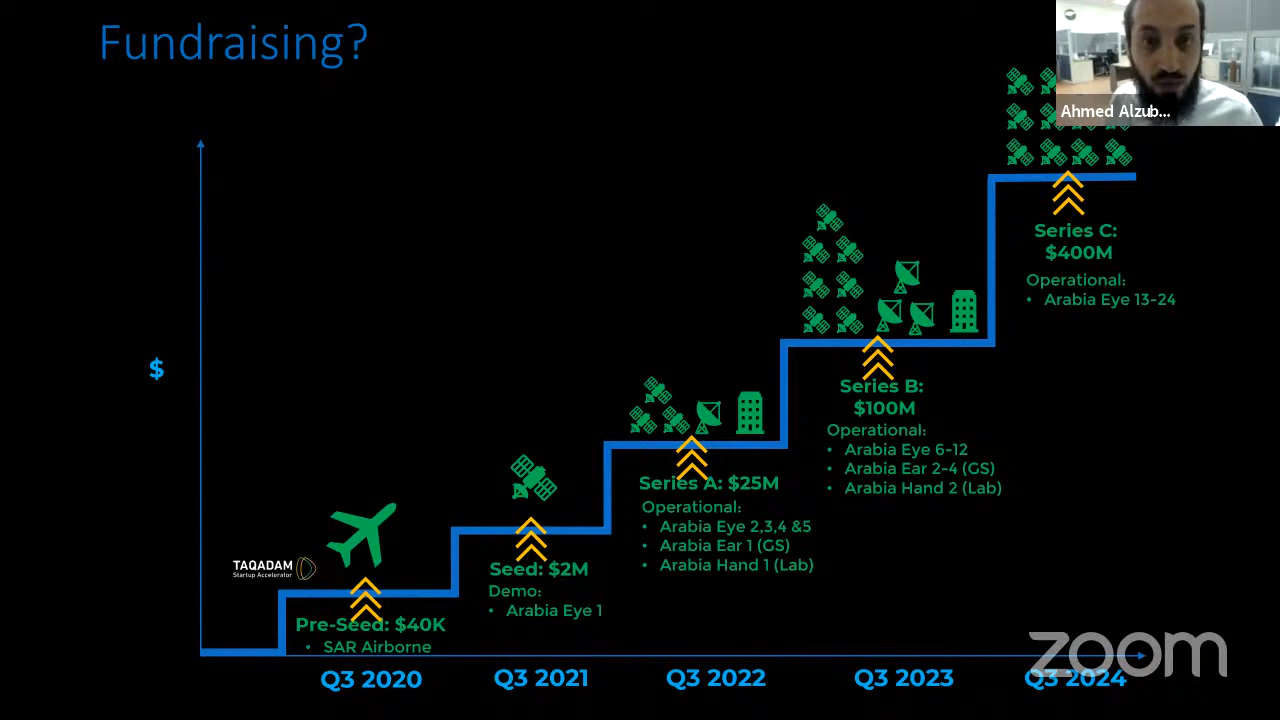 Fundraising?
Ahmed Alzub...
$
TAQADAM
Startup Accelerator
Pre-Seed: $40K
• SAR Airborne
Seed: $2M
Demo:
• Arabia Eye 1
Series A: $25M
Operational:
• Arabia Eye 2,3,4 &5
• Arabia Ear 1 (GS)
• Arabia Hand 1 (Lab)
Series B:
$100M
Operational:
• Arabia Eye 6-12
• Arabia Ear 2-4 (GS)
• Arabia Hand 2 (Lab)
Series C:
$400M
Operational:
• Arabia Eye 13-24
Q3 2020
Q3 2021
Q3 2022
Q3 2023
Q3 2024
zoom